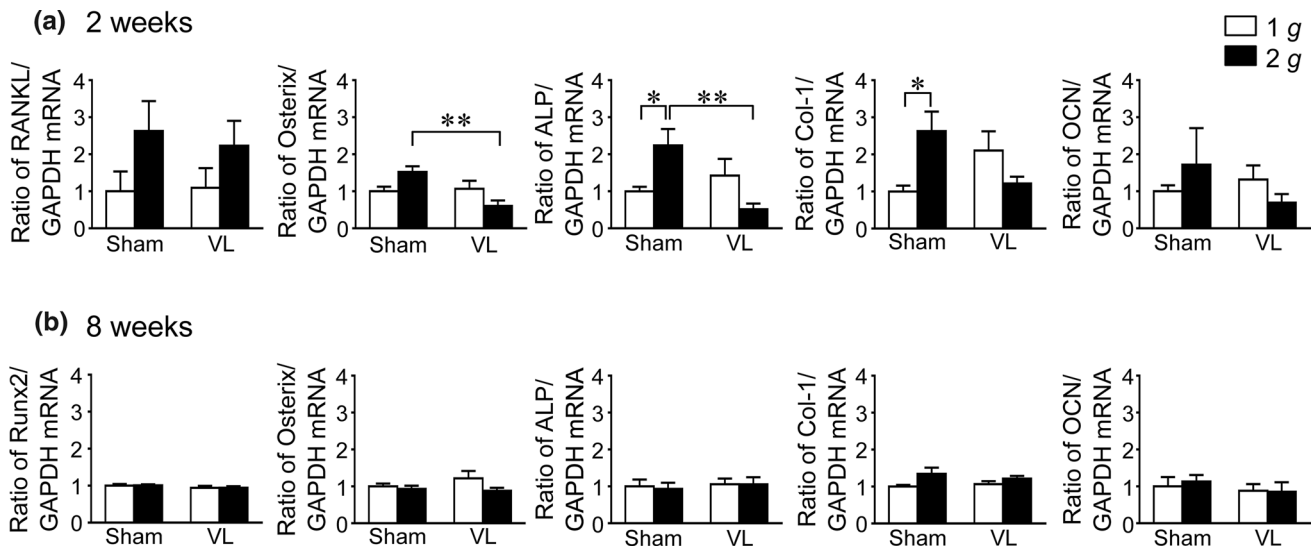 (a) 2 weeks
1 g
2 g
Ratio of RANKL/
GAPDH mRNA
4
3
2
1
0
Sham VL
Ratio of Osterix/
GAPDH mRNA
4
3
2
1
0
**
Sham VL
Ratio of ALP/
GAPDH mRNA
4
3
2
1
0
* **
Sham VL
Ratio of Col-1/
GAPDH mRNA
4
3
2
1
0
*
Sham VL
Ratio of OCN/
GAPDH mRNA
4
3
2
1
0
Sham VL
(b) 8 weeks
Ratio of Runx2/
GAPDH mRNA
4
3
2
1
0
Sham VL
Ratio of Osterix/
GAPDH mRNA
4
3
2
1
0
Sham VL
Ratio of ALP/
GAPDH mRNA
4
3
2
1
0
Sham VL
Ratio of Col-1/
GAPDH mRNA
4
3
2
1
0
Sham VL
Ratio of OCN/
GAPDH mRNA
4
3
2
1
0
Sham VL